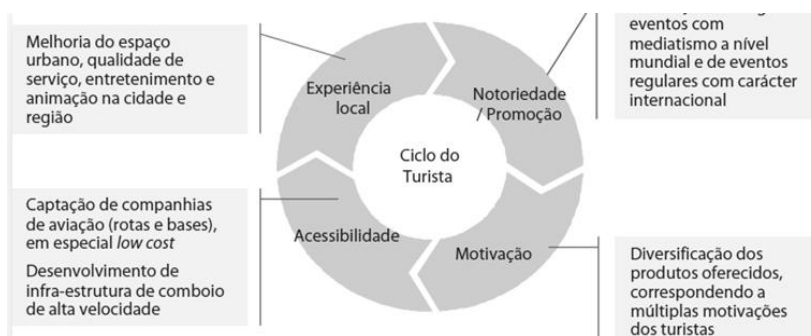 Melhoria do espaço
urbano, qualidade de
serviço, entretenimento e
animação na cidade e
região
Experiência
local
Notoriedade
/ Promoção
eventos com
mediatismo a nível
mundial e de eventos
regulares com carácter
internacional
Ciclo do
Turista
Captação de companhias
de aviação (rotas e bases),
em especial low cost
Desenvolvimento de
infra-estrutura de comboio
de alta velocidade
Acessibilidade
Motivação
Diversificação dos
produtos oferecidos,
correspondendo a
múltiplas motivações
dos turistas